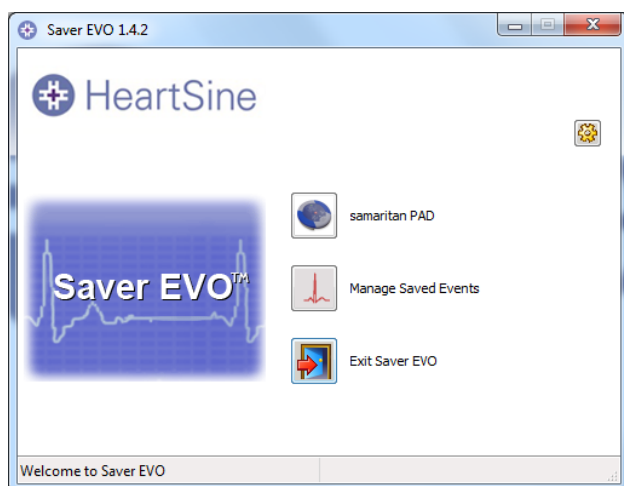 Saver EVO 1.4.2
HeartSine
samaritan PAD
Saver EVO™
Manage Saved Events
Exit Saver EVO
Welcome to Saver EVO